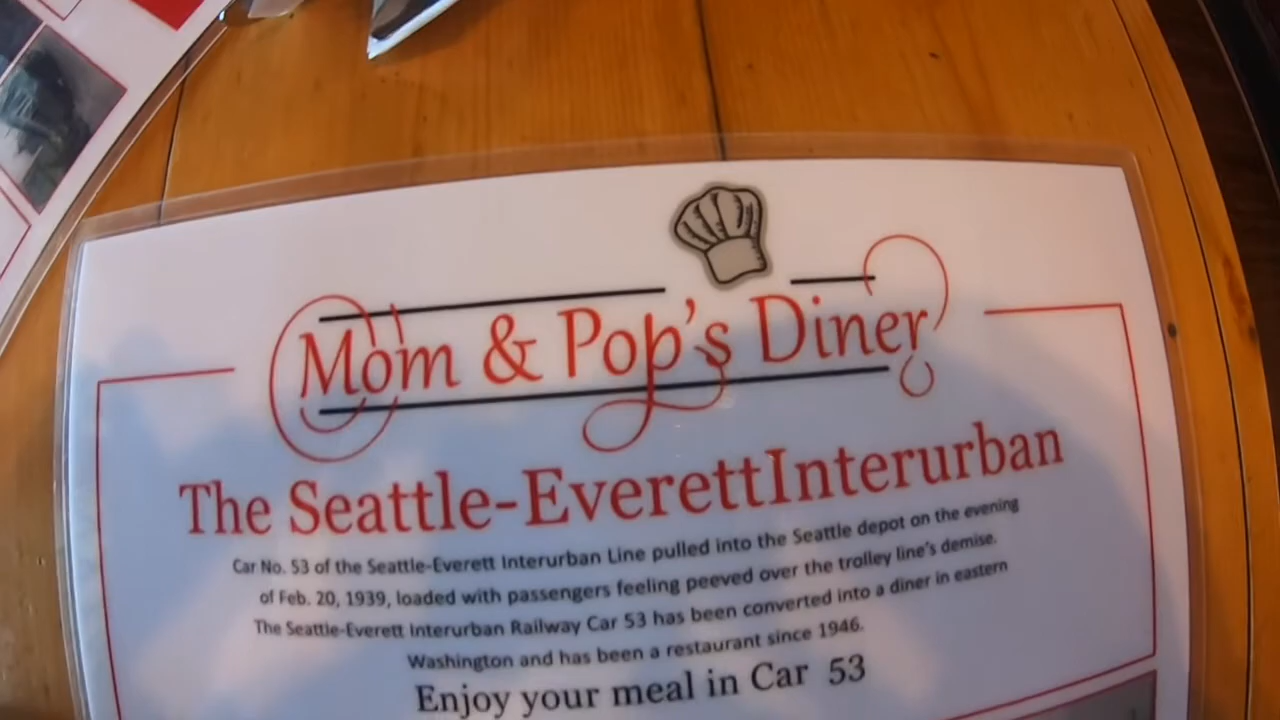 Mom & Pop's Diner
The Seattle-EverettInterurban
Car No. 53 of the Seattle-Everett Interurban Line pulled into the Seattle depot on the evening
of Feb. 20, 1939, loaded with passengers feeling peeved over the trolley line's demise.
The Seattle-Everett Interurban Railway Car 53 has been converted into a diner in eastern
Washington and has been a restaurant since 1946.
Enjoy your meal in Car 53